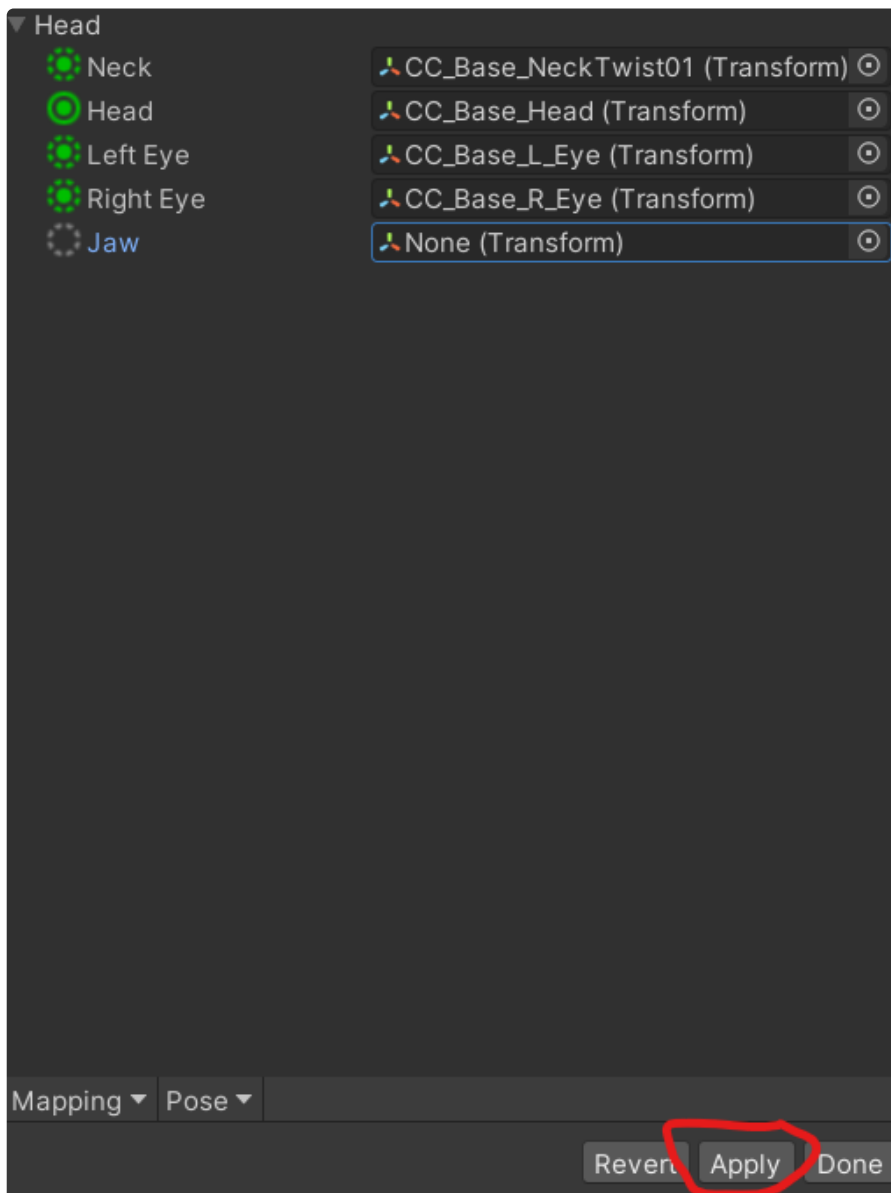 Head
Neck CC_Base_NeckTwist01 (Transform)
Head CC_Base_Head (Transform)
Left Eye CC_Base_L_Eye (Transform)
Right Eye CC_Base_R_Eye (Transform)
Jaw None (Transform)
Mapping Pose
Revert Apply Done